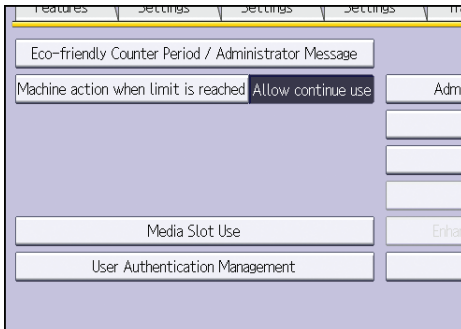 Features Settings Settings Settings
Eco-friendly Counter Period / Administrator Message
Machine action when limit is reached Allow continue use Adm
Media Slot Use Enha
User Authentication Management